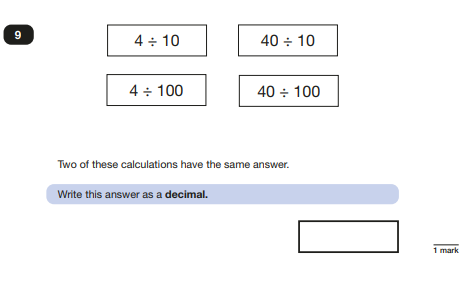 9
4 ÷ 10
40 ÷ 10
4 ÷ 100
40 ÷ 100
Two of these calculations have the same answer.
Write this answer as a decimal.
1 mark